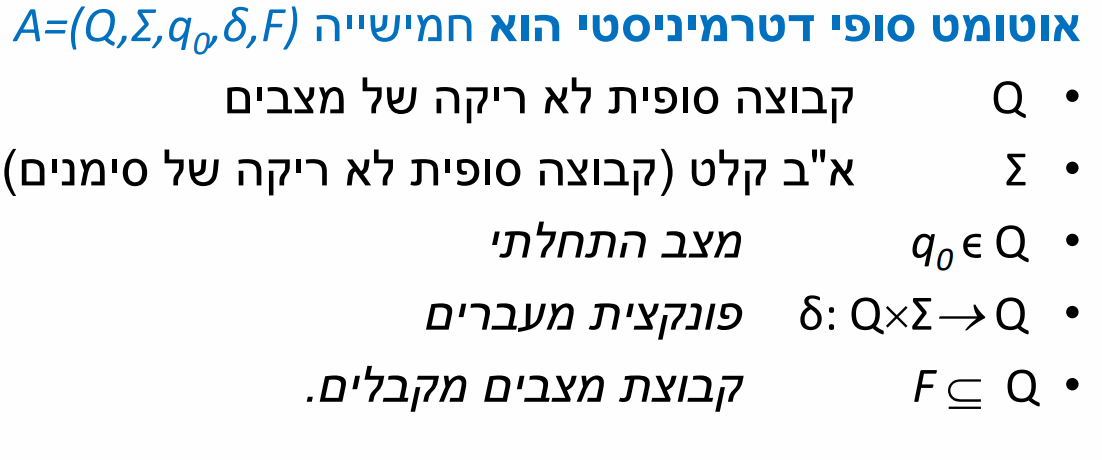 אוטומט סופי דטרמיניסטי הוא חמישייה A=(Q,Σ,q₀,δ,F)
• Q קבוצה סופית לא ריקה של מצבים
• Σ א"ב קלט (קבוצה סופית לא ריקה של סימנים)
• q₀ ϵ Q מצב התחלתי
• δ: Q×Σ→Q פונקצית מעברים
• F ⊆ Q קבוצת מצבים מקבלים.